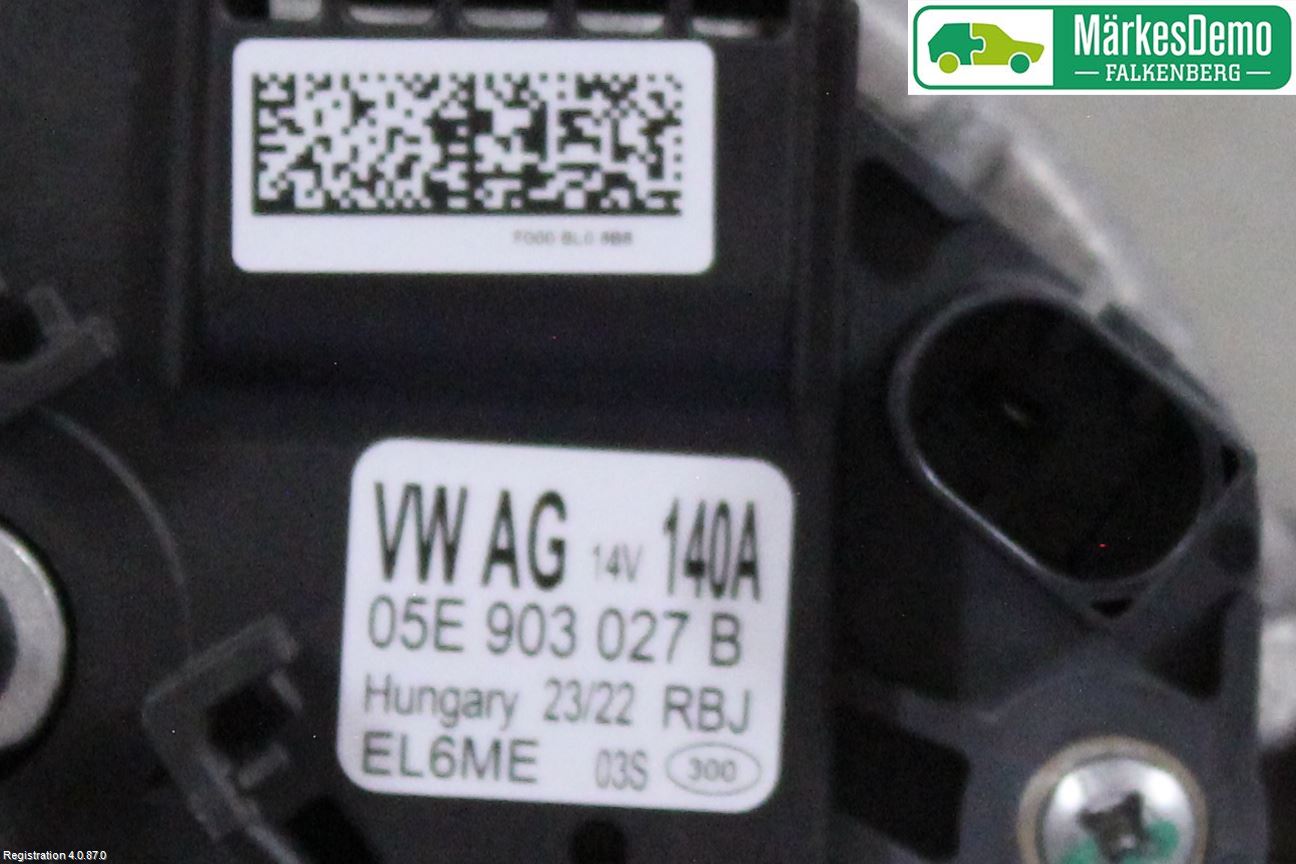 MärkesDemo
FALKENBERG
VW AG 14V 140A
05E 903 027 B
Hungary 23/22 RBJ
EL6ME 03S 300
Registration 4.0.87.0